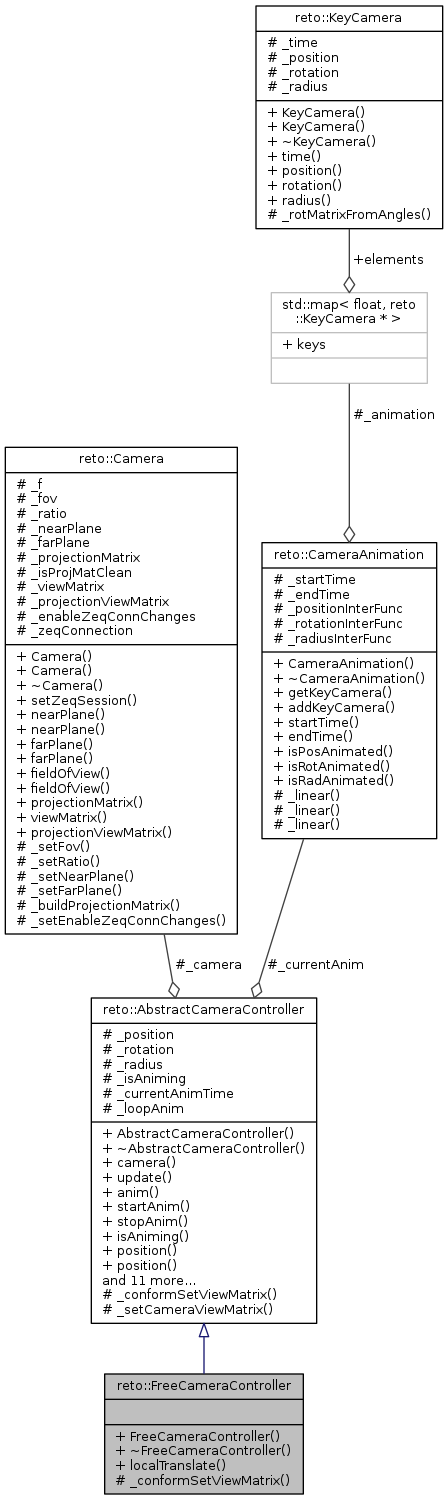 reto::KeyCamera
# _time
# _position
# _rotation
# _radius
+ KeyCamera()
+ KeyCamera()
+ ~KeyCamera()
+ time()
+ position()
+ rotation()
+ radius()
# _rotMatrixFromAngles()
+elements
std::map< float, reto
::KeyCamera * >
+ keys
#_animation
reto::Camera
# _f
# _fov
# _ratio
# _nearPlane
# _farPlane
# _projectionMatrix
# _isProjMatClean
# _viewMatrix
# _projectionViewMatrix
# _enableZeqConnChanges
# _zeqConnection
+ Camera()
+ Camera()
+ ~Camera()
+ setZeqSession()
+ nearPlane()
+ nearPlane()
+ farPlane()
+ farPlane()
+ fieldOfView()
+ fieldOfView()
+ projectionMatrix()
+ viewMatrix()
+ projectionViewMatrix()
# _setFov()
# _setRatio()
# _setNearPlane()
# _setFarPlane()
# _buildProjectionMatrix()
# _setEnableZeqConnChanges()
reto::CameraAnimation
# _startTime
# _endTime
# _positionInterFunc
# _rotationInterFunc
# _radiusInterFunc
+ CameraAnimation()
+ ~CameraAnimation()
+ getKeyCamera()
+ addKeyCamera()
+ startTime()
+ endTime()
+ isPosAnimated()
+ isRotAnimated()
+ isRadAnimated()
# _linear()
# _linear()
# _linear()
#_camera
#_currentAnim
reto::AbstractCameraController
# _position
# _rotation
# _radius
# _isAniming
# _currentAnimTime
# _loopAnim
+ AbstractCameraController()
+ ~AbstractCameraController()
+ camera()
+ update()
+ anim()
+ startAnim()
+ stopAnim()
+ isAniming()
+ position()
+ position()
and 11 more...
# _conformSetViewMatrix()
# _setCameraViewMatrix()
reto::FreeCameraController
+ FreeCameraController()
+ ~FreeCameraController()
+ localTranslate()
# _conformSetViewMatrix()